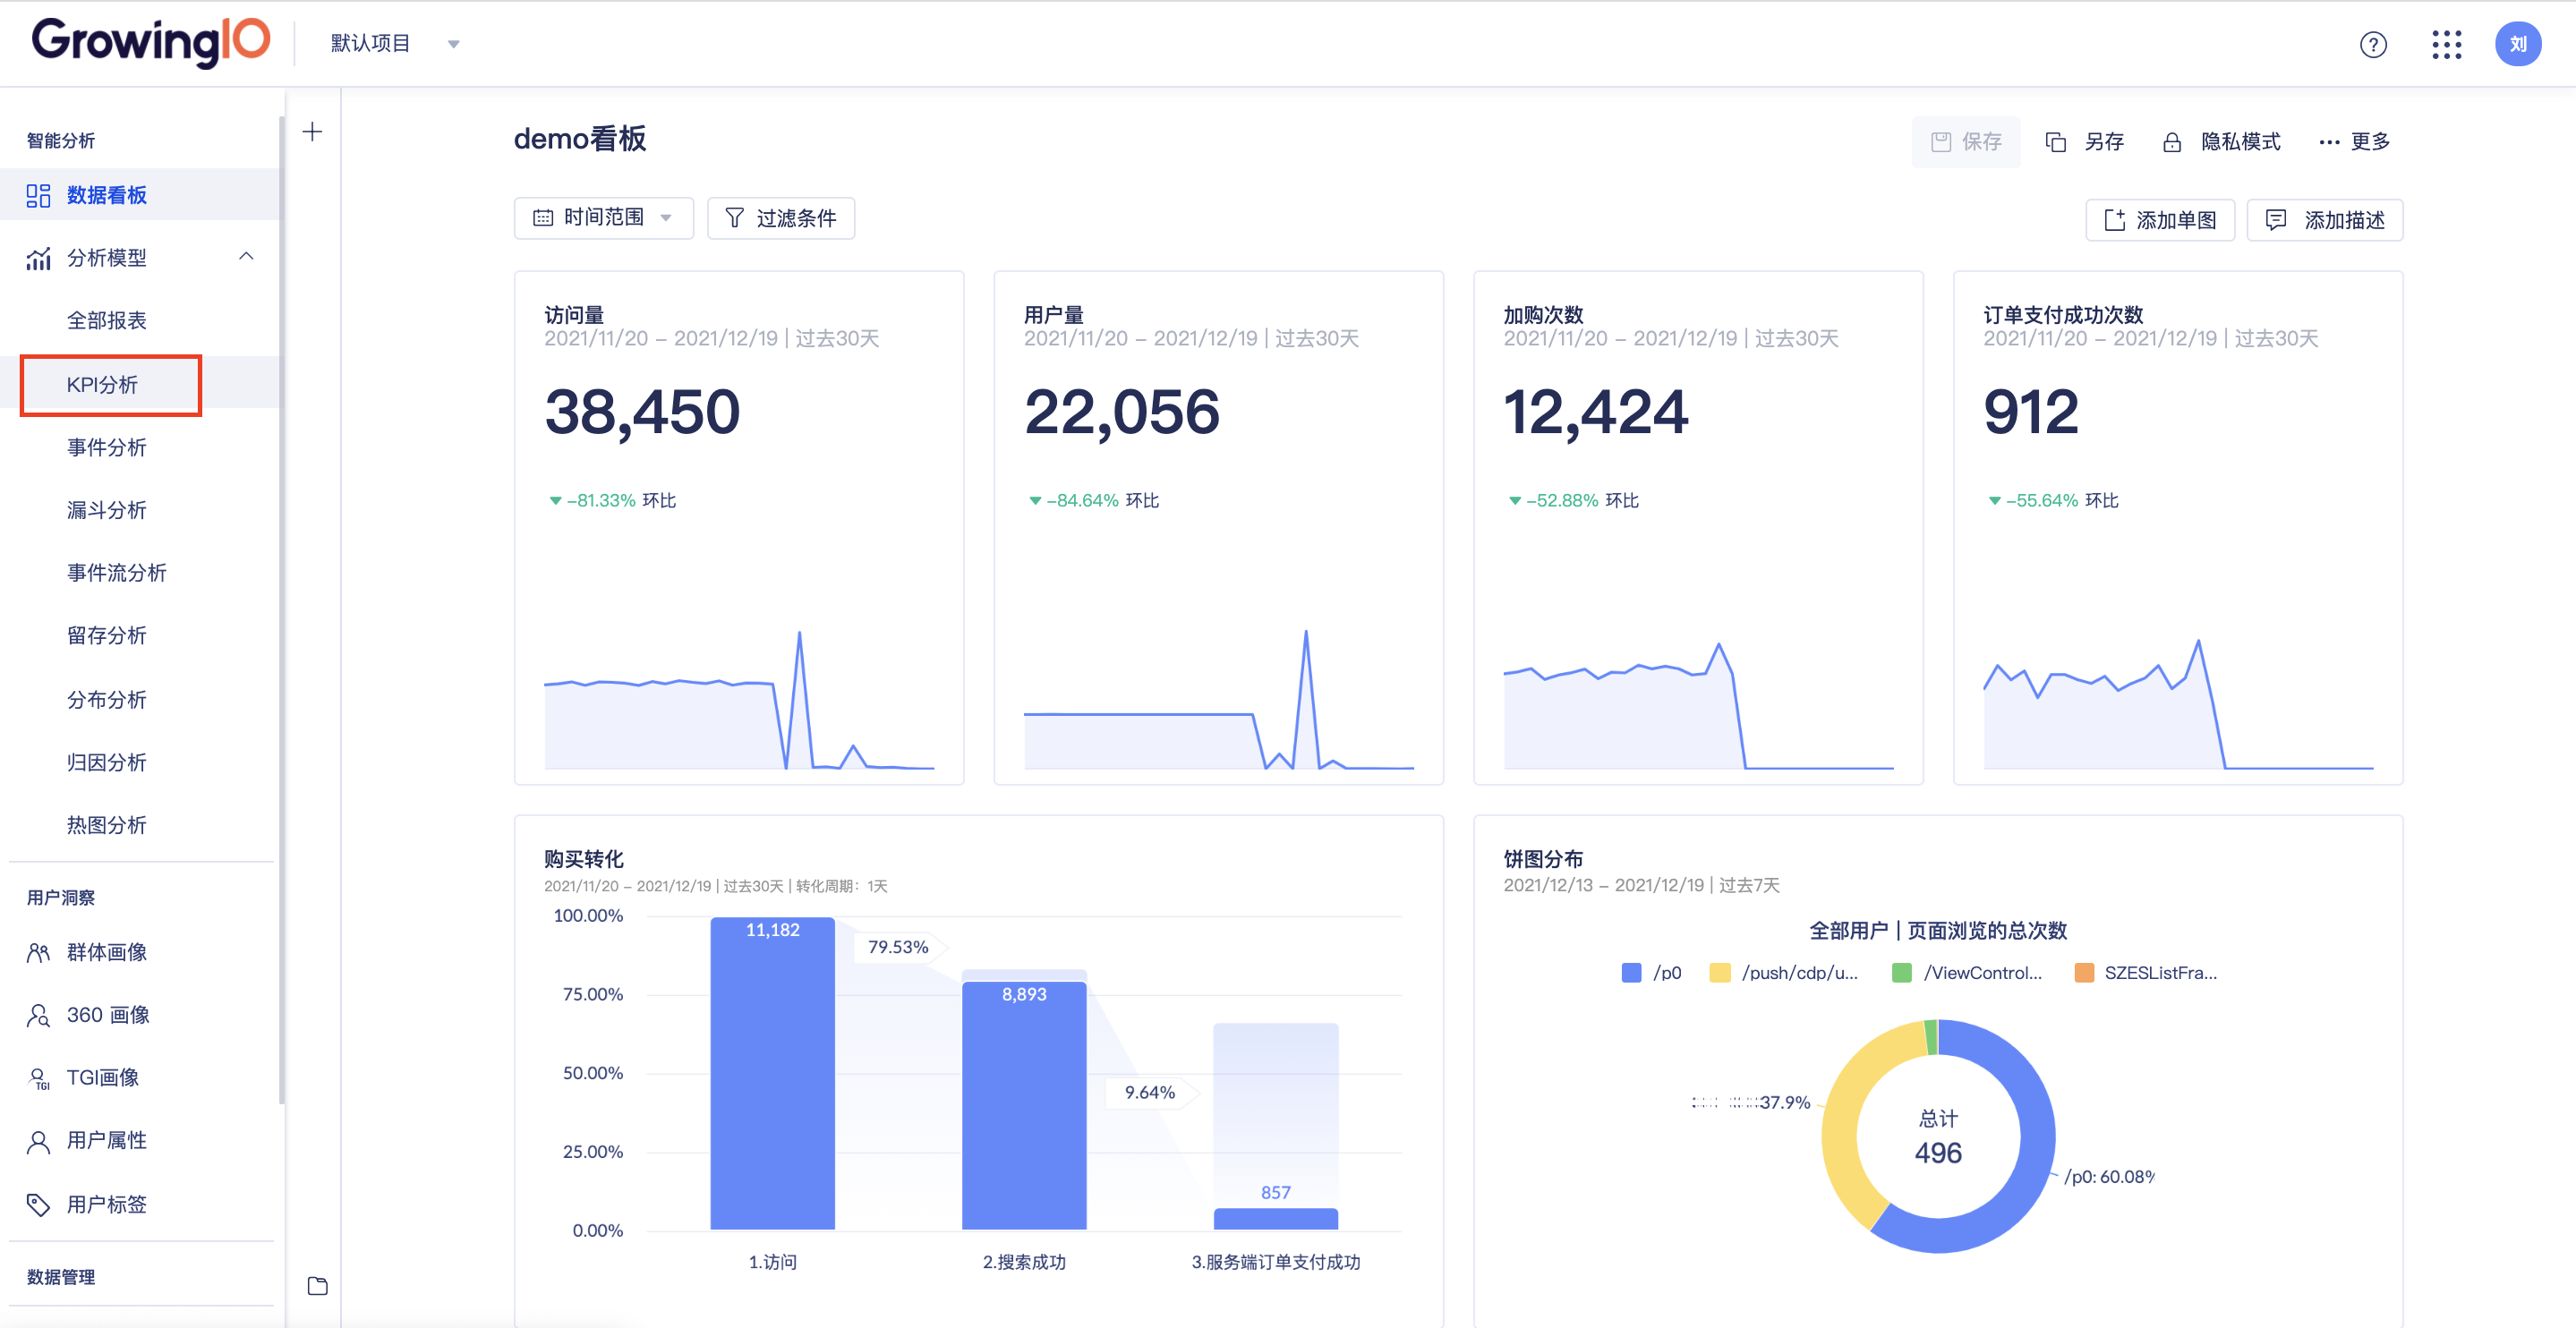 GrowingIO
默认项目
?
刘
智能分析
数据看板
分析模型
全部报表
KPI分析
事件分析
漏斗分析
事件流分析
留存分析
分布分析
归因分析
热图分析
用户洞察
群体画像
360 画像
TGI TGI画像
用户属性
用户标签
数据管理
demo看板
保存 另存 隐私模式 更多
时间范围 过滤条件
添加单图 添加描述
访问量
2021/11/20 – 2021/12/19 | 过去30天
38,450
–81.33% 环比
用户量
2021/11/20 – 2021/12/19 | 过去30天
22,056
–84.64% 环比
加购次数
2021/11/20 – 2021/12/19 | 过去30天
12,424
–52.88% 环比
订单支付成功次数
2021/11/20 – 2021/12/19 | 过去30天
912
–55.64% 环比
购买转化
2021/11/20 – 2021/12/19 | 过去30天 | 转化周期：1天
100.00%
75.00%
50.00%
25.00%
0.00%
11,182
79.53%
8,893
9.64%
857
1.访问
2.搜索成功
3.服务端订单支付成功
饼图分布
2021/12/13 – 2021/12/19 | 过去7天
全部用户 | 页面浏览的总次数
/p0 /push/cdp/u... /ViewControl... SZESListFra...
37.9%
总计
496
/p0: 60.08%